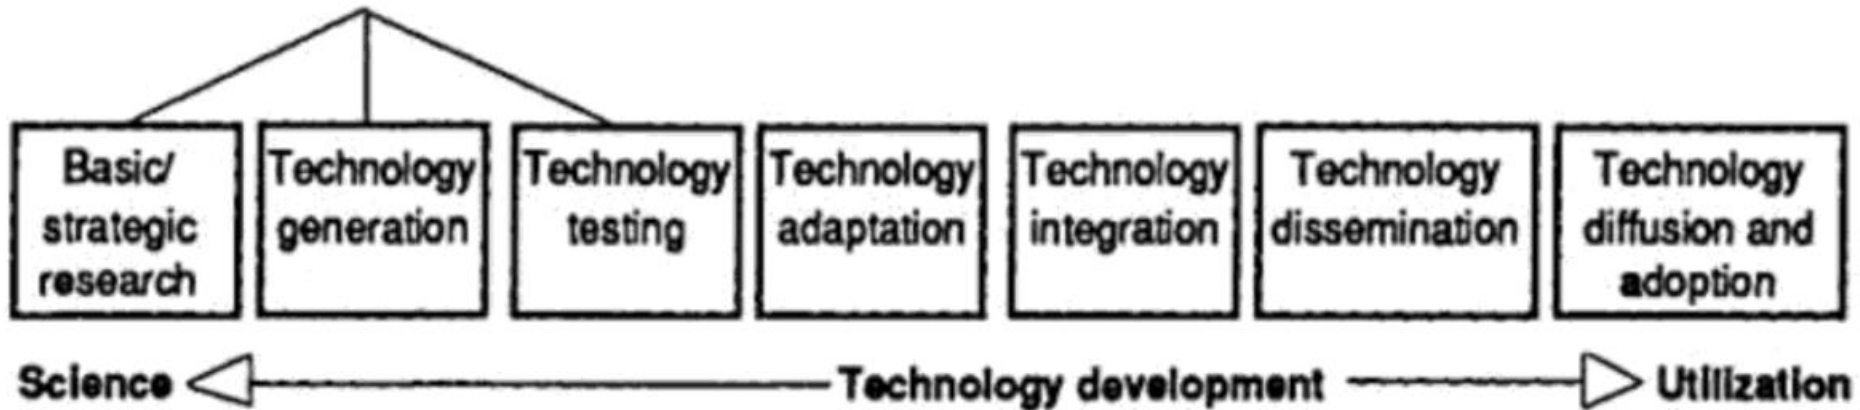 Basic/
strategic
research
Technology
generation
Technology
testing
Technology
adaptation
Technology
integration
Technology
dissemination
Technology
diffusion and
adoption
Science
Technology development
Utilization